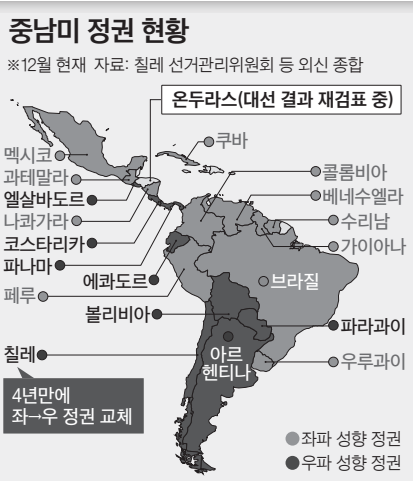 중남미 정권 현황
※12월 현재 자료: 칠레 선거관리위원회 등 외신 종합
온두라스(대선 결과 재검표 중)
쿠바
멕시코
과테말라
엘살바도르
나콰가라
코스타리카
파나마
에콰도르
페루
볼리비아
칠레
콜롬비아
베네수엘라
수리남
가이아나
브라질
파라과이
아르
헨티나
우루과이
4년만에
좌→우 정권 교체
좌파 성향 정권
우파 성향 정권